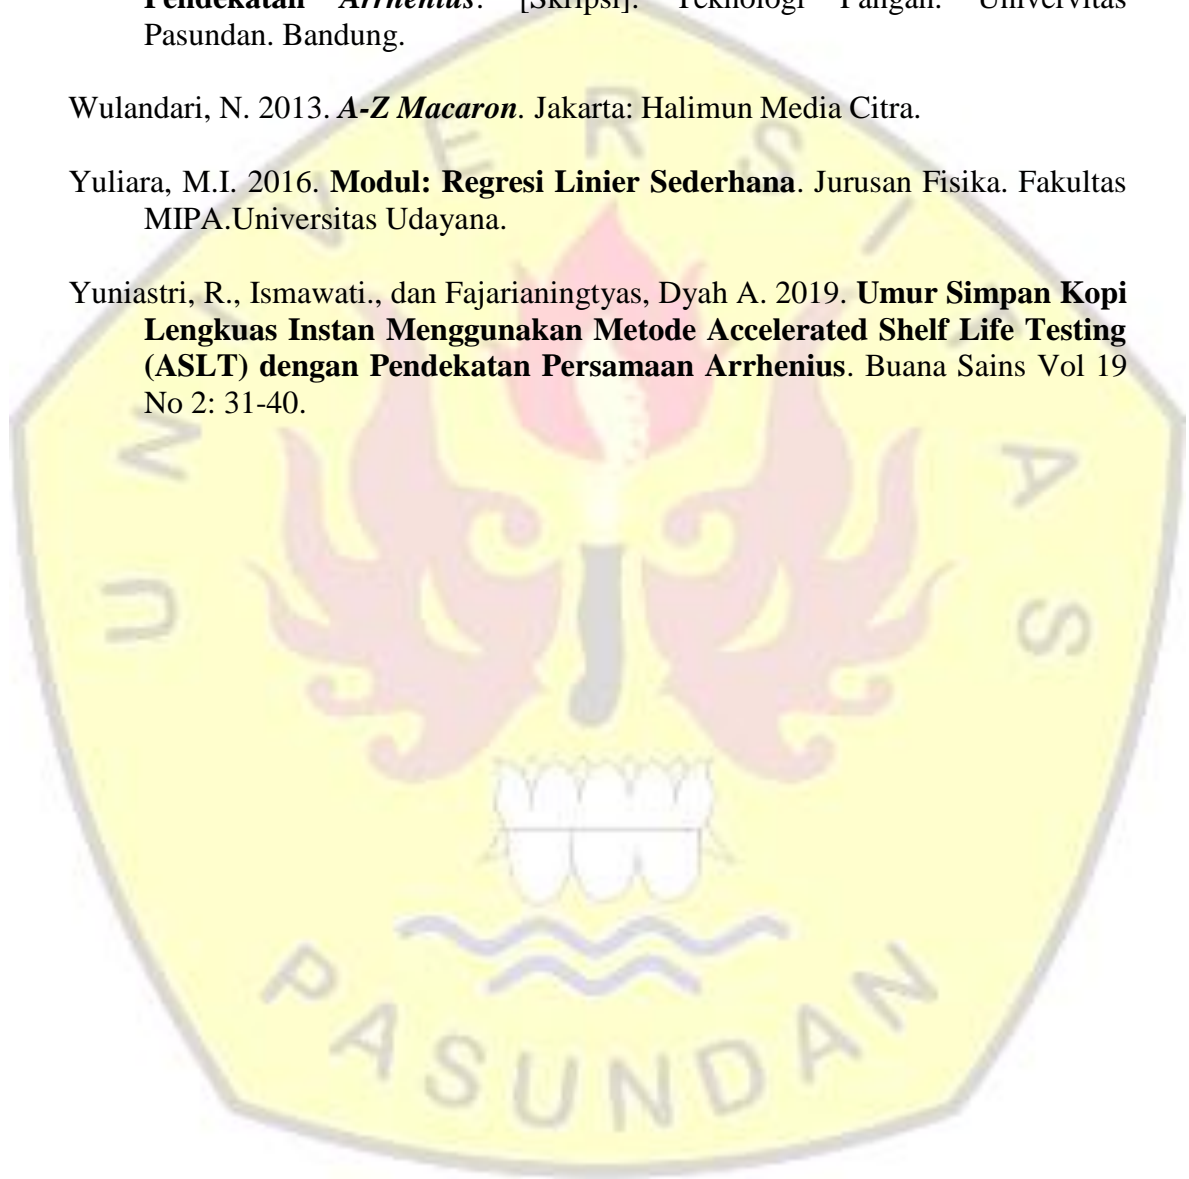 Pendekatan Arrhenius. [Skripsi]. Teknologi Pangan. Univervitas
Pasundan. Bandung.
Wulandari, N. 2013. A-Z Macaron. Jakarta: Halimun Media Citra.
Yuliara, M.I. 2016. Modul: Regresi Linier Sederhana. Jurusan Fisika. Fakultas
MIPA.Universitas Udayana.
Yuniastri, R., Ismawati., dan Fajarianingtyas, Dyah A. 2019. Umur Simpan Kopi
Lengkuas Instan Menggunakan Metode Accelerated Shelf Life Testing
(ASLT) dengan Pendekatan Persamaan Arrhenius. Buana Sains Vol 19
No 2: 31-40.
UNIVERSITAS
PASUNDAN